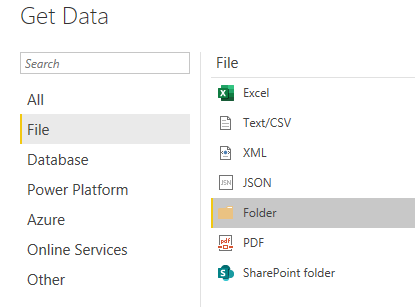 Get Data
Search
All
File
Database
Power Platform
Azure
Online Services
Other
File
Excel
Text/CSV
XML
JSON
Folder
PDF
SharePoint folder